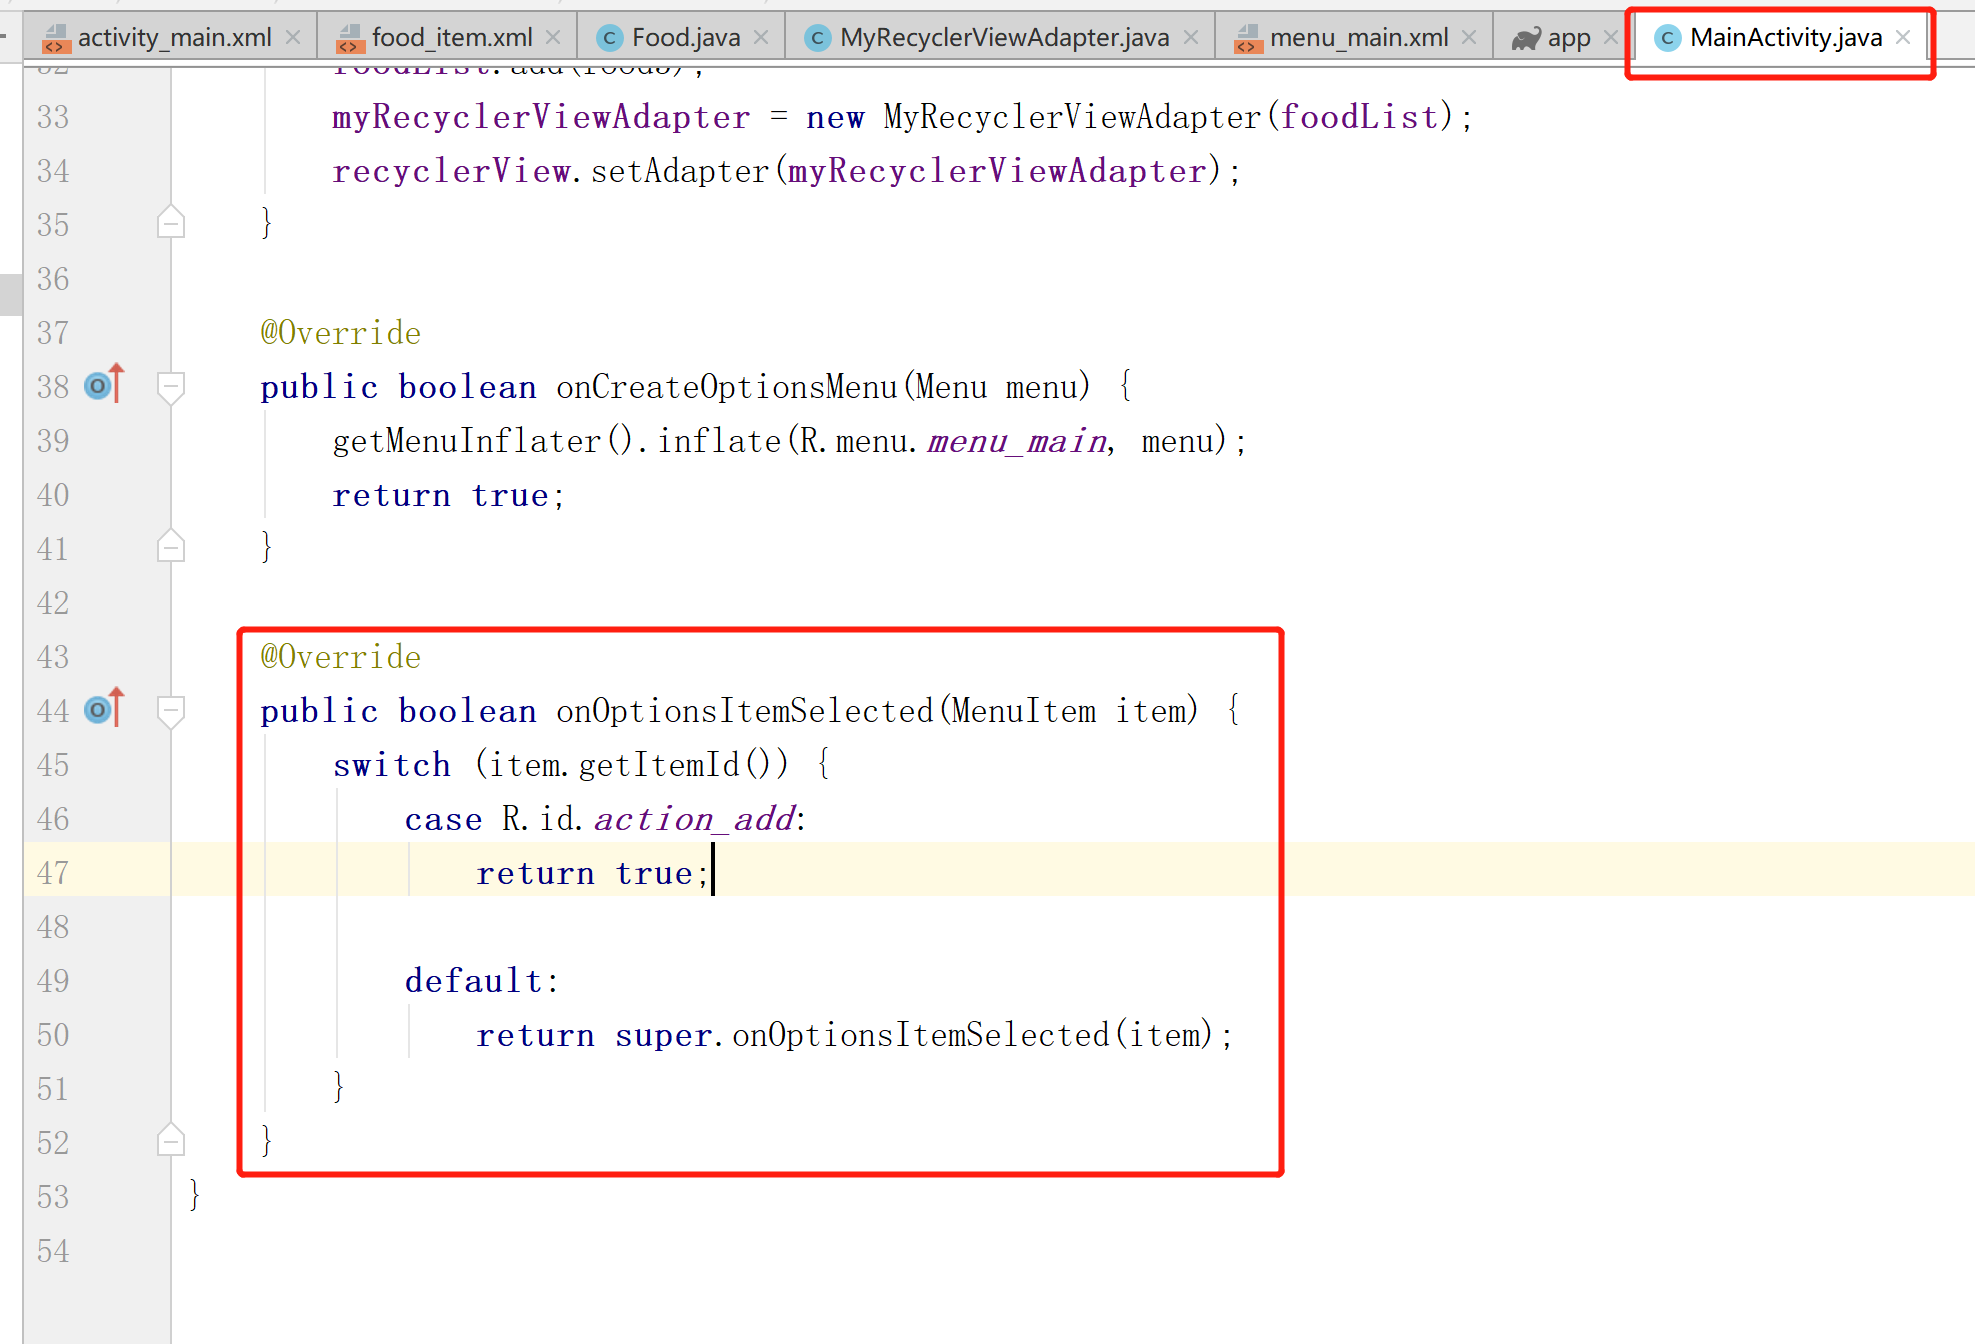 activity_main.xml food_item.xml Food.java MyRecyclerViewAdapter.java menu_main.xml app MainActivity.java
33 myRecyclerViewAdapter = new MyRecyclerViewAdapter(foodList);
34 recyclerView.setAdapter(myRecyclerViewAdapter);
35 }
36
37 @Override
38 public boolean onCreateOptionsMenu(Menu menu) {
39 getMenuInflater().inflate(R.menu.menu_main, menu);
40 return true;
41 }
42
43 @Override
44 public boolean onOptionsItemSelected(MenuItem item) {
45 switch (item.getItemId()) {
46 case R.id.action_add:
47 return true;
48
49 default:
50 return super.onOptionsItemSelected(item);
51 }
52 }
53 }
54